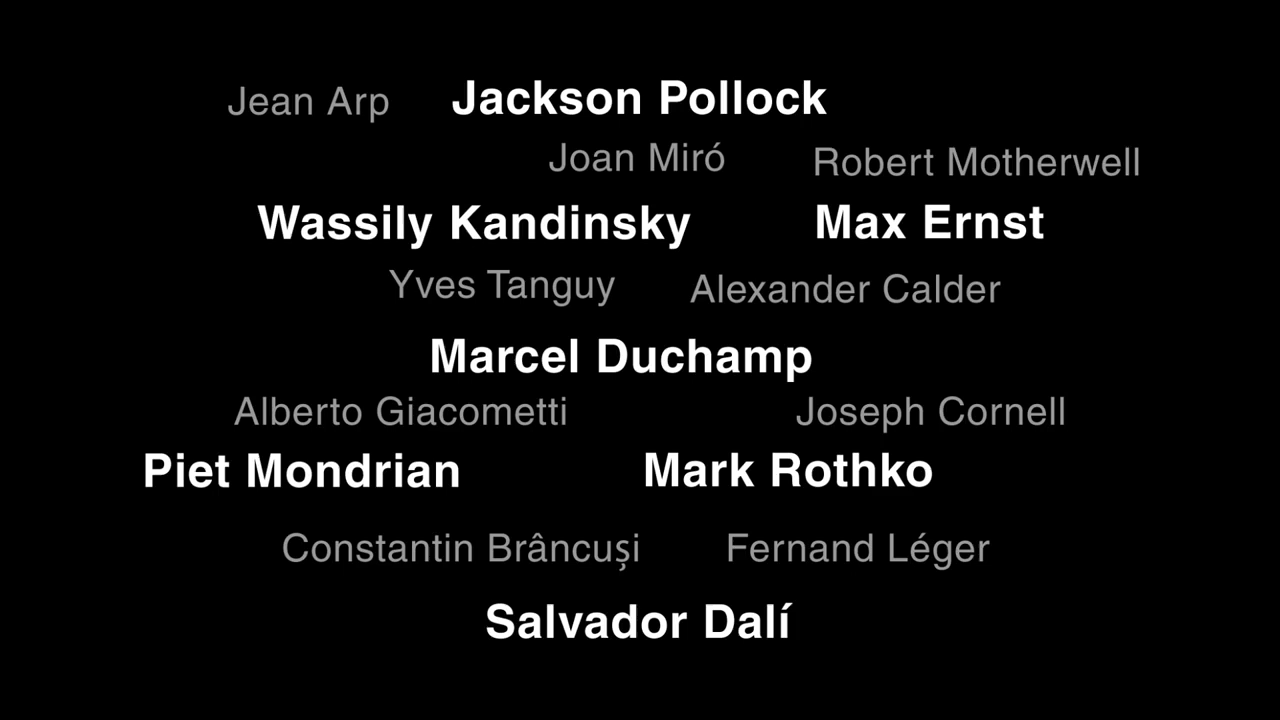 Jean Arp Jackson Pollock
Joan Miró Robert Motherwell
Wassily Kandinsky Max Ernst
Yves Tanguy Alexander Calder
Marcel Duchamp
Alberto Giacometti Joseph Cornell
Piet Mondrian Mark Rothko
Constantin Brâncuși Fernand Léger
Salvador Dalí